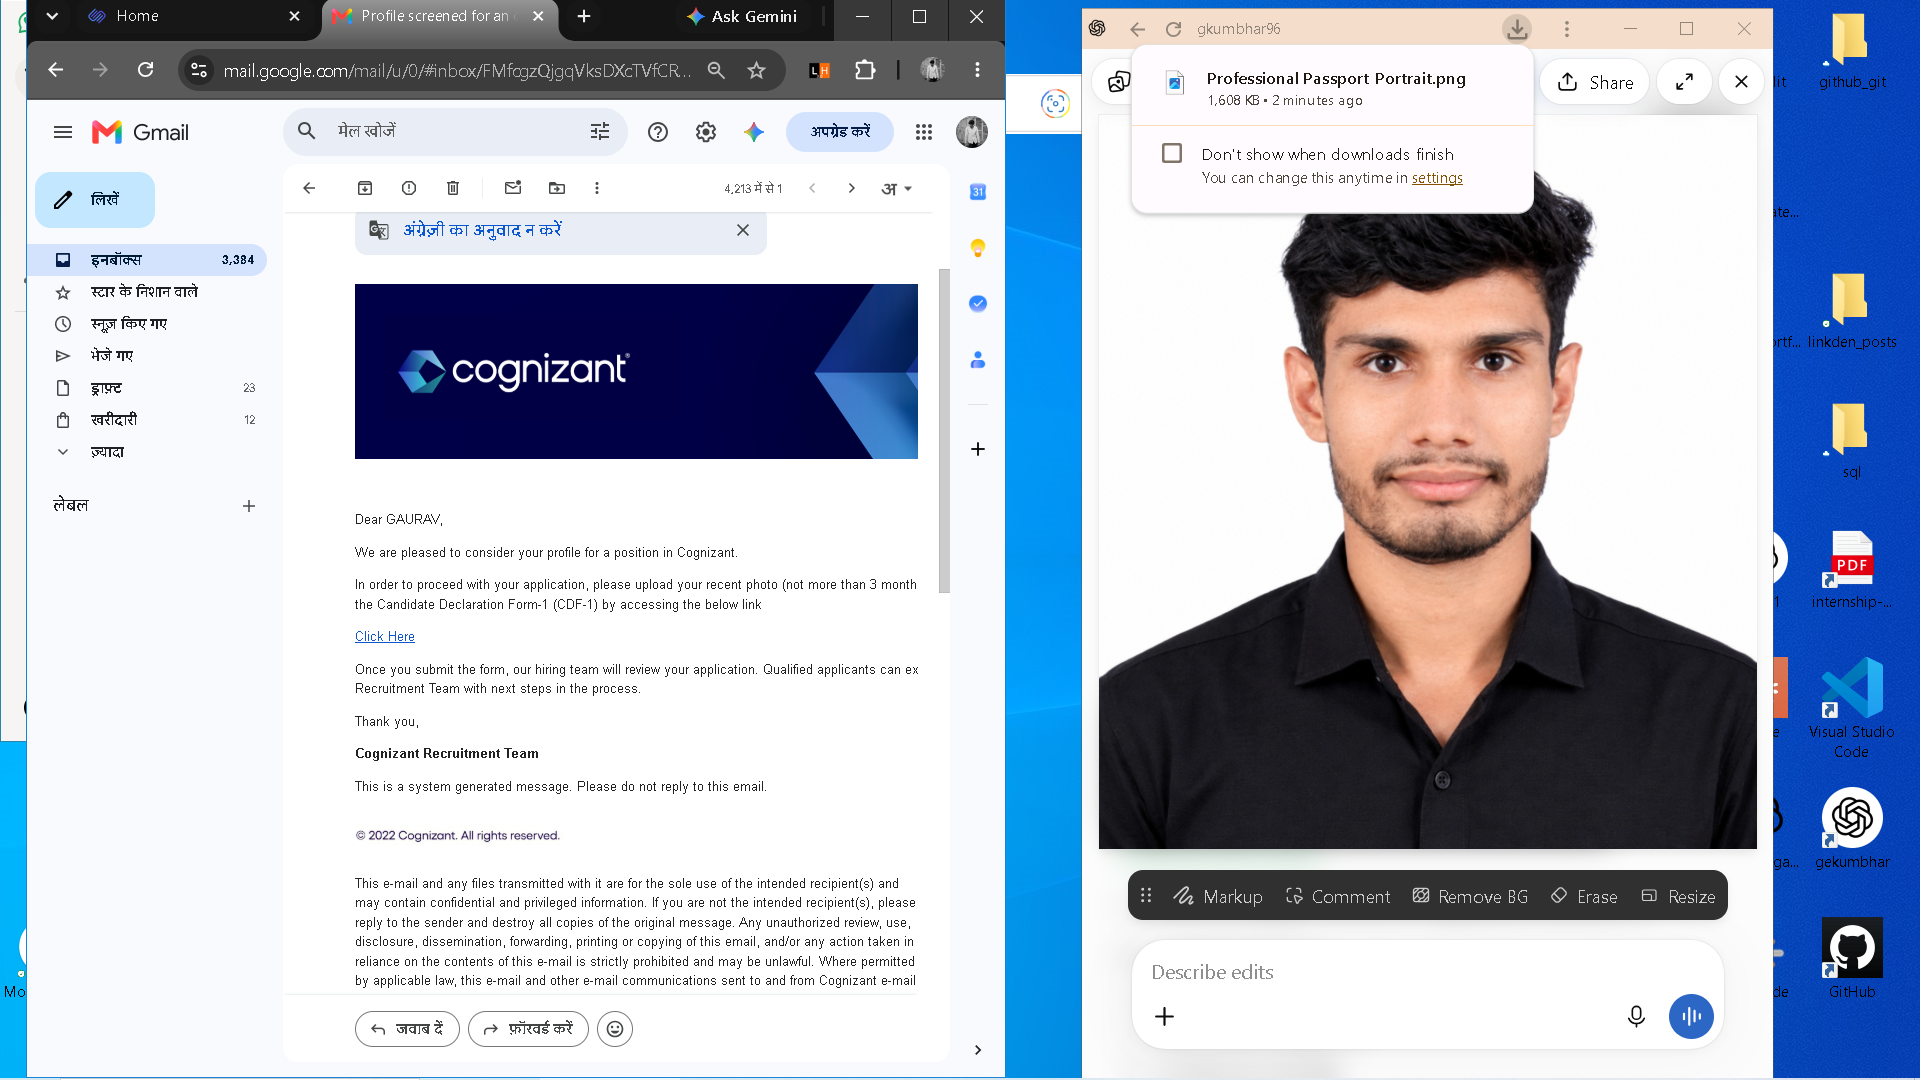 Home
Profile screened for an
Ask Gemini
mail.google.com/mail/u/0/#inbox/FMfcgzQjgqVksDXcTVfCR...
Gmail
मेल खोजें
अपग्रेड करें
लिखें
4,213 में से 1
अ
इनबॉक्स 3,384
स्टार के निशान वाले
स्नूज़ किए गए
भेजे गए
ड्राफ़्ट 23
खरीदारी 12
ज़्यादा
लेबल
अंग्रेज़ी का अनुवाद न करें
cognizant
Dear GAURAV,
We are pleased to consider your profile for a position in Cognizant.
In order to proceed with your application, please upload your recent photo (not more than 3 month
the Candidate Declaration Form-1 (CDF-1) by accessing the below link
Click Here
Once you submit the form, our hiring team will review your application. Qualified applicants can ex
Recruitment Team with next steps in the process.
Thank you,
Cognizant Recruitment Team
This is a system generated message. Please do not reply to this email.
© 2022 Cognizant. All rights reserved.
This e-mail and any files transmitted with it are for the sole use of the intended recipient(s) and
may contain confidential and privileged information. If you are not the intended recipient(s), please
reply to the sender and destroy all copies of the original message. Any unauthorized review, use,
disclosure, dissemination, forwarding, printing or copying of this email, and/or any action taken in
reliance on the contents of this e-mail is strictly prohibited and may be unlawful. Where permitted
by applicable law, this e-mail and other e-mail communications sent to and from Cognizant e-mail
जवाब दें
फ़ॉरवर्ड करें
31
gkumbhar96
Professional Passport Portrait.png
1,608 KB • 2 minutes ago
Don't show when downloads finish
You can change this anytime in settings
Share
Markup
Comment
Remove BG
Erase
Resize
Describe edits
github_git
linkden_posts
sql
PDF
internship-...
Visual Studio
Code
gekumbhar
GitHub